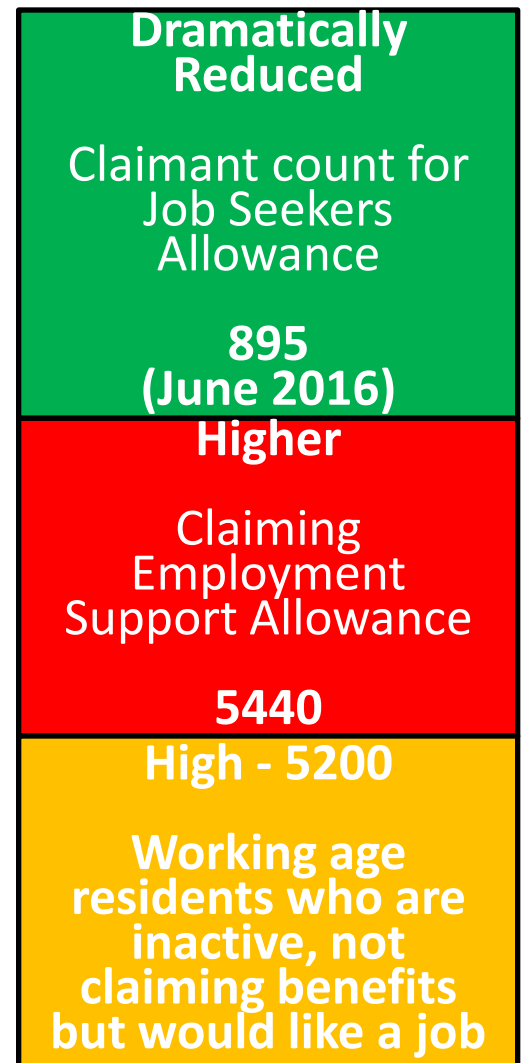 Dramatically
Reduced
Claimant count for
Job Seekers
Allowance
895
(June 2016)
Higher
Claiming
Employment
Support Allowance
5440
High - 5200
Working age
residents who are
inactive, not
claiming benefits
but would like a job